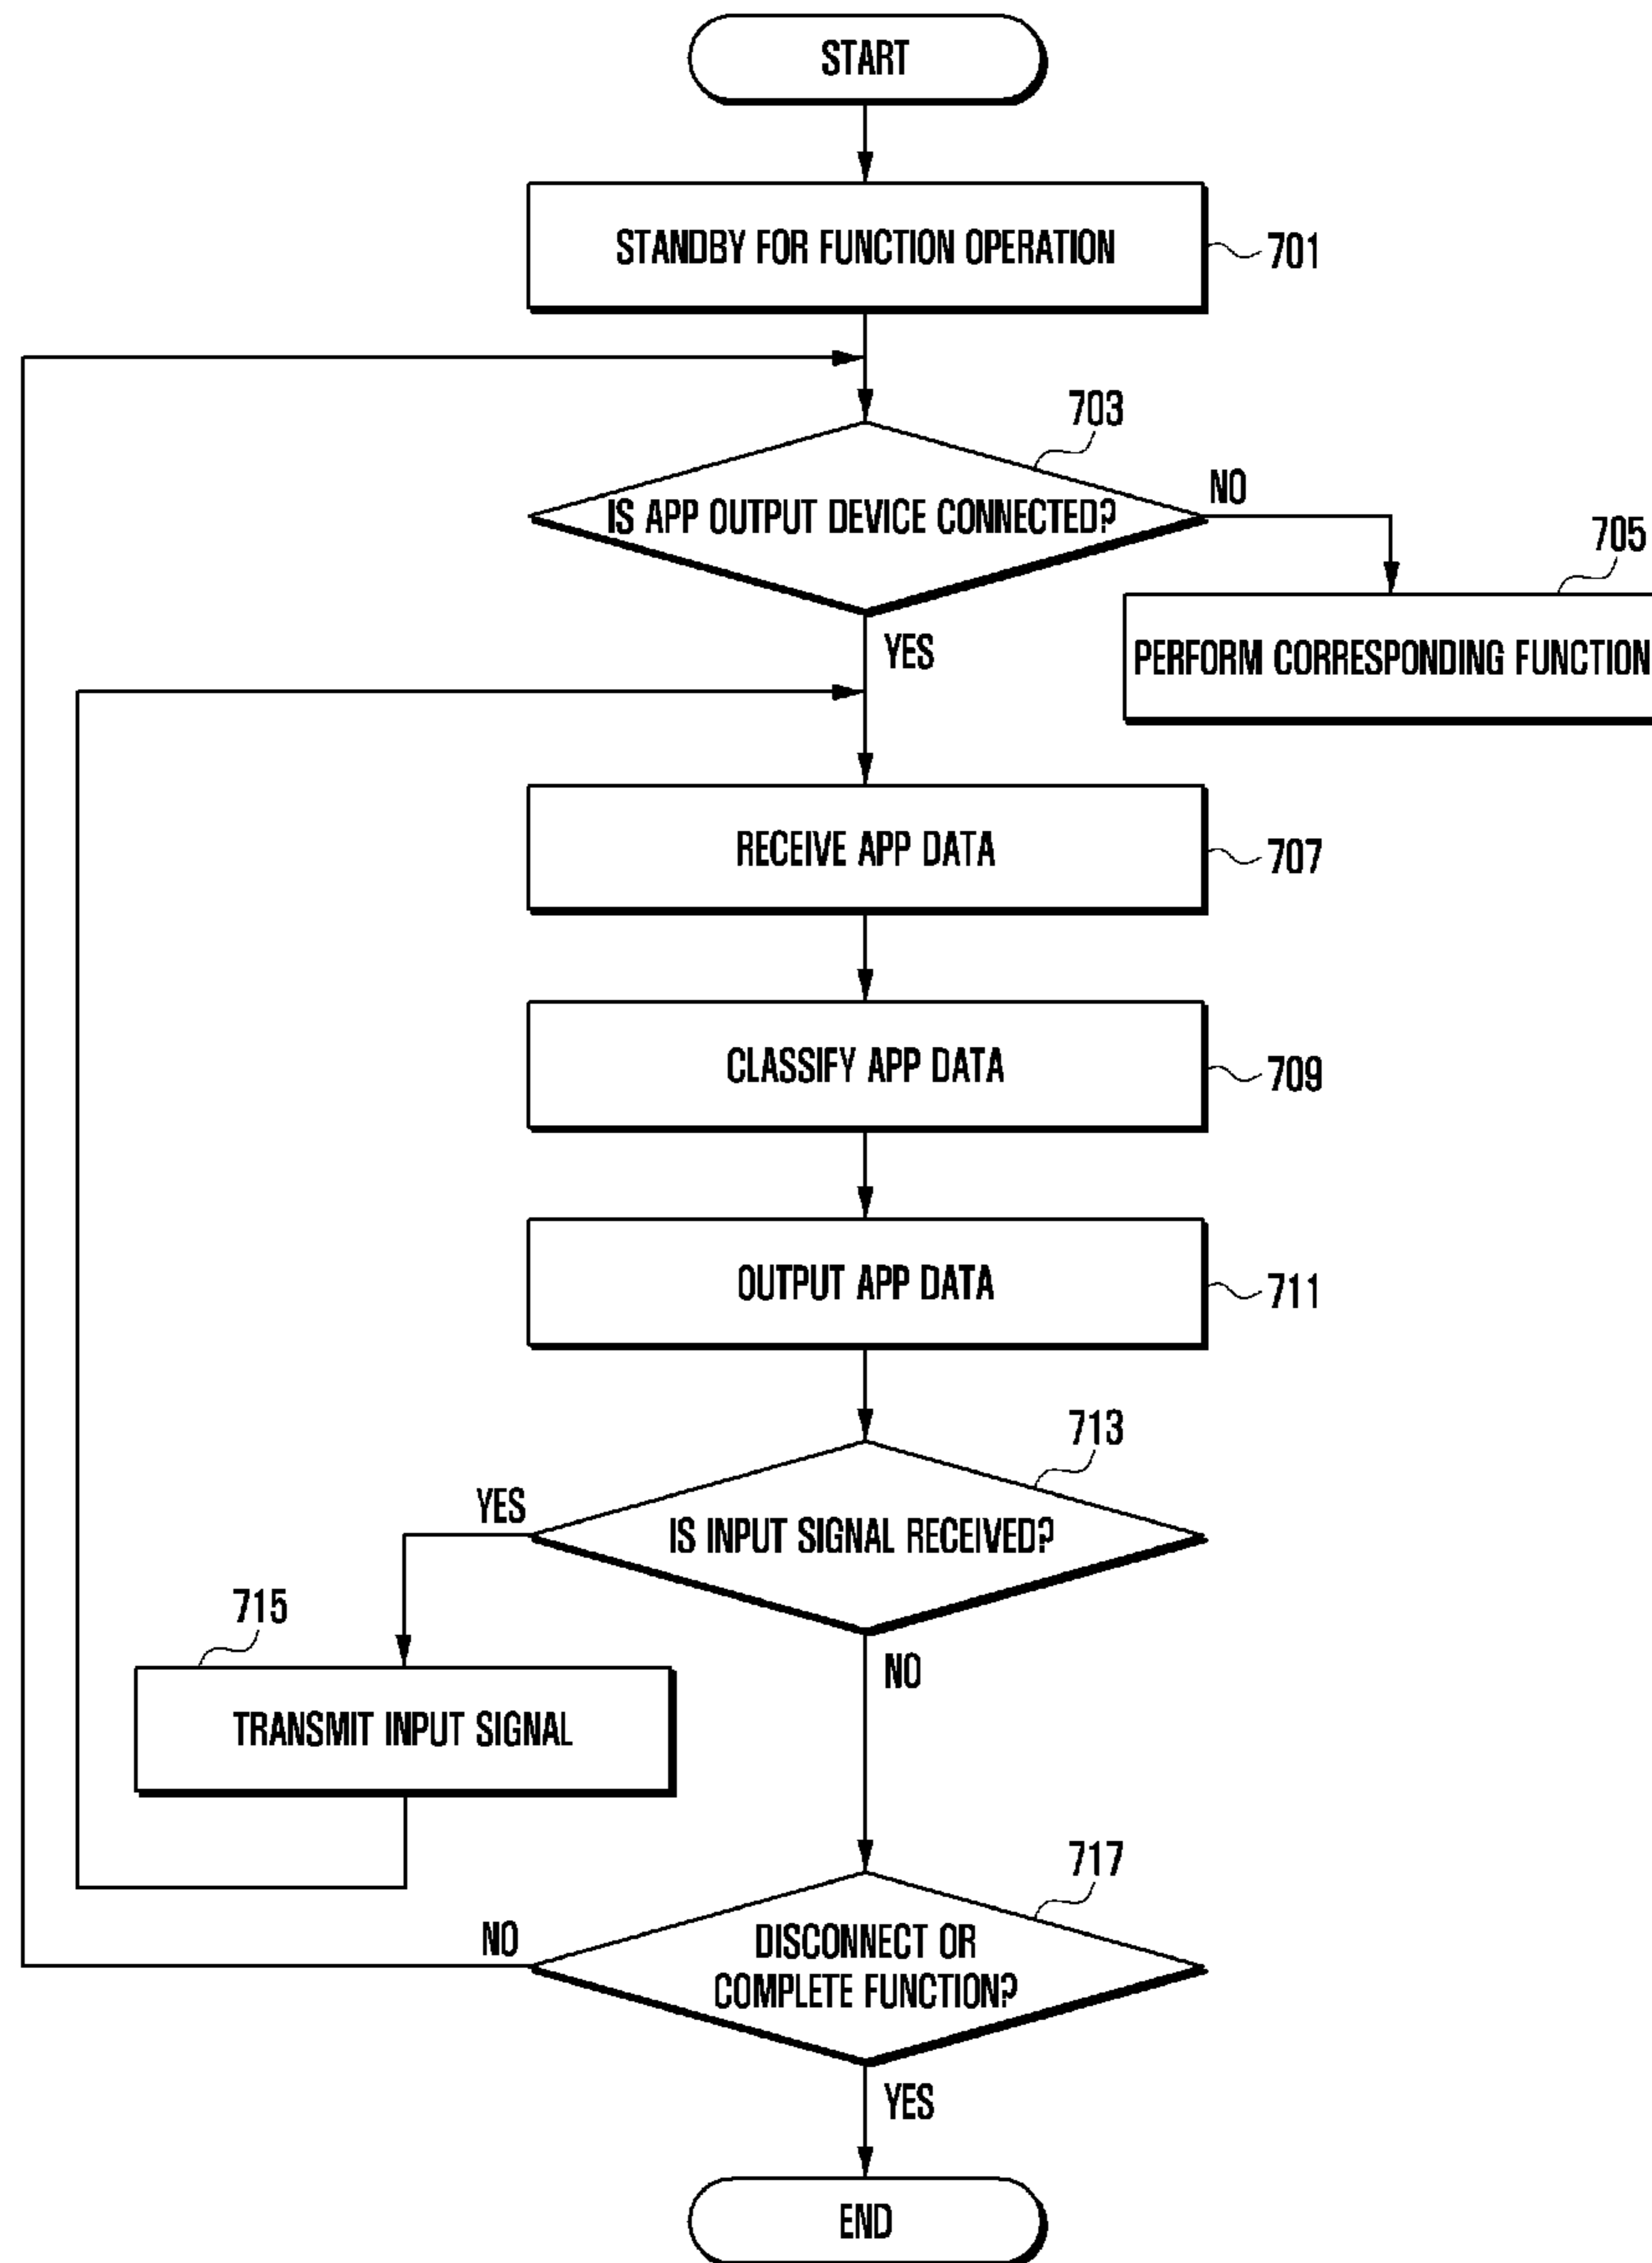 START
STANDBY FOR FUNCTION OPERATION
701
703
IS APP OUTPUT DEVICE CONNECTED?
NO
705
PERFORM CORRESPONDING FUNCTION
YES
RECEIVE APP DATA
707
CLASSIFY APP DATA
709
OUTPUT APP DATA
711
713
YES
IS INPUT SIGNAL RECEIVED?
715
NO
TRANSMIT INPUT SIGNAL
717
NO
DISCONNECT OR
COMPLETE FUNCTION?
YES
END